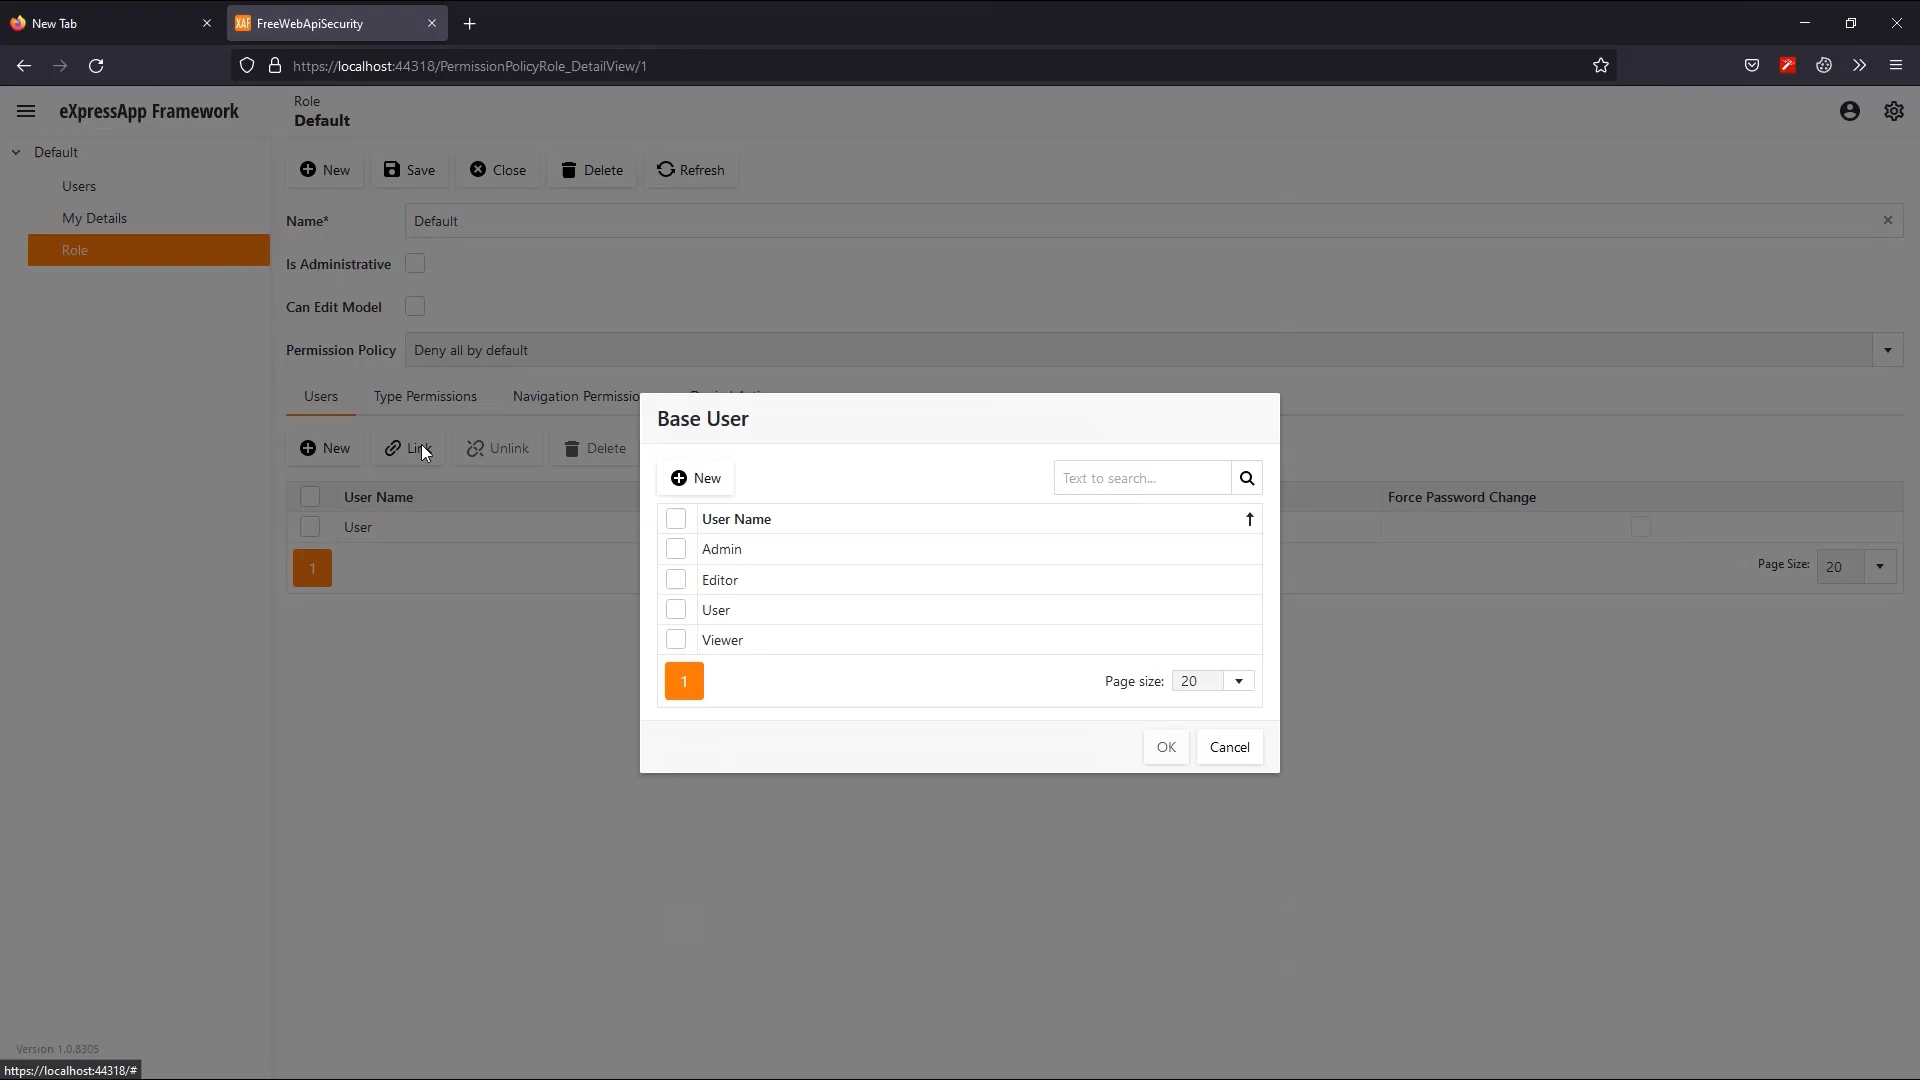 New Tab
XAF FreeWebApiSecurity
https://localhost:44318/PermissionPolicyRole_DetailView/1
eXpressApp Framework
Role
Default
Default
Users
My Details
Role
New Save Close Delete Refresh
Name* Default
Is Administrative
Can Edit Model
Permission Policy Deny all by default
Users Type Permissions Navigation Permissio
New Link Unlink Delete
User Name Force Password Change
User
1 Page Size: 20
Base User
New Text to search...
User Name
Admin
Editor
User
Viewer
1 Page size: 20
OK Cancel
Version 1.0.8305
https://localhost:44318/#